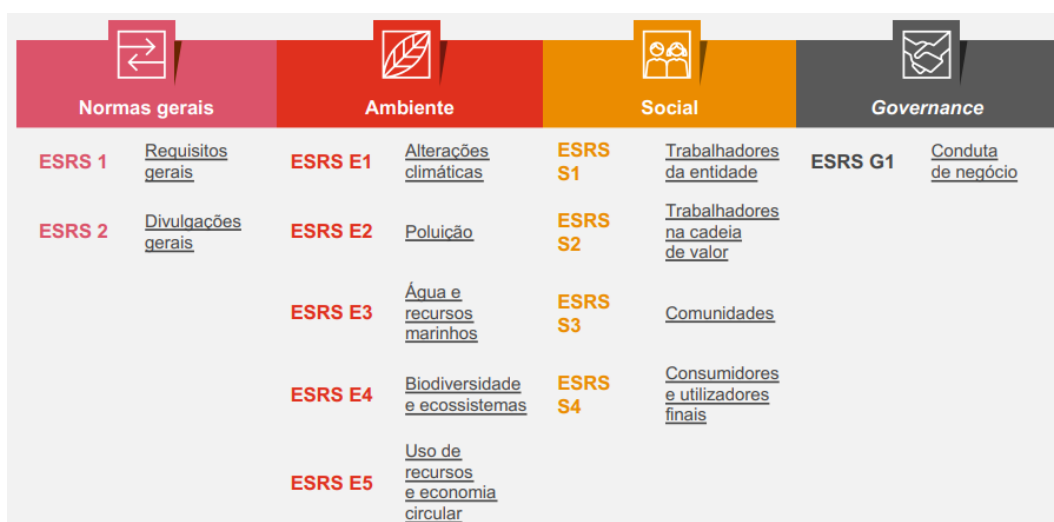 Normas gerais
Ambiente
Social
Governance
ESRS 1
Requisitos
gerais
ESRS E1
Alterações
climáticas
ESRS
S1
Trabalhadores
da entidade
ESRS G1
Conduta
de negócio
ESRS 2
Divulgações
gerais
ESRS E2
Poluição
ESRS
S2
Trabalhadores
na cadeia
de valor
ESRS E3
Água e
recursos
marinhos
ESRS
S3
Comunidades
ESRS E4
Biodiversidade
e ecossistemas
ESRS
S4
Consumidores
e utilizadores
finais
ESRS E5
Uso de
recursos
e economia
circular